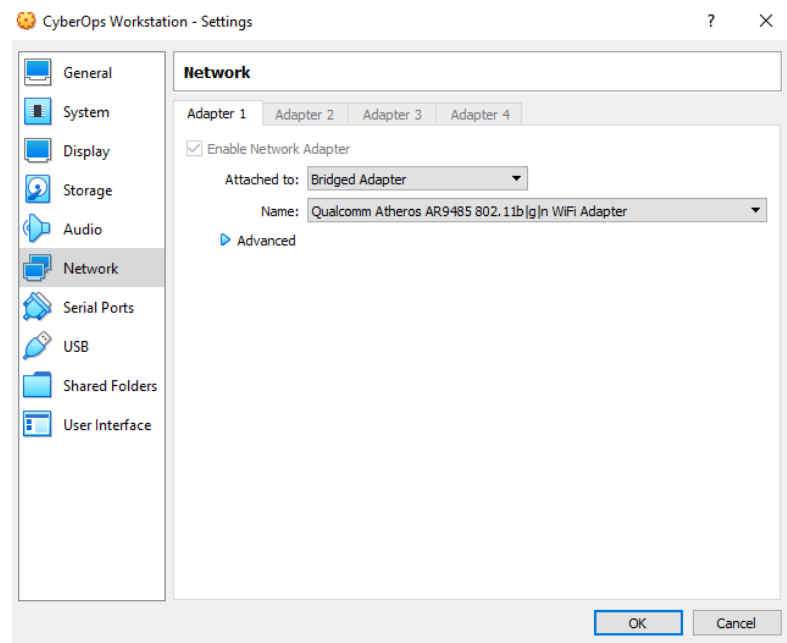 CyberOps Workstation - Settings
?
General
System
Display
Storage
Audio
Network
Serial Ports
USB
Shared Folders
User Interface
Network
Adapter 1 Adapter 2 Adapter 3 Adapter 4
Enable Network Adapter
Attached to: Bridged Adapter
Name: Qualcomm Atheros AR9485 802.11b|g|n WiFi Adapter
Advanced
OK Cancel